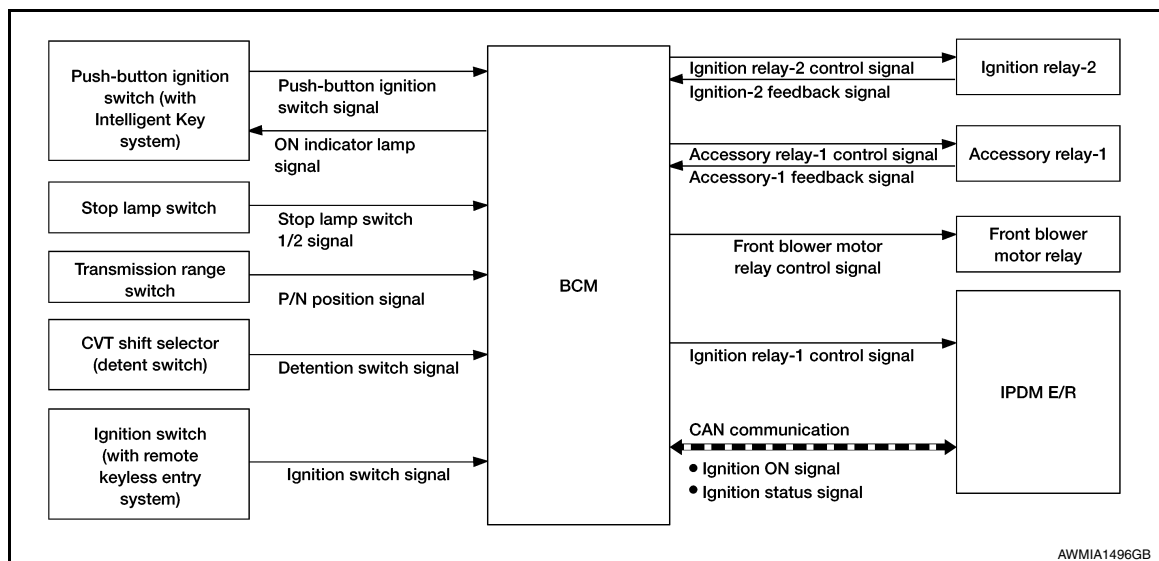 Push-button ignition
switch (with
Intelligent Key
system)
Push-button ignition
switch signal
ON indicator lamp
signal
Stop lamp switch
Stop lamp switch
1/2 signal
Transmission range
switch
P/N position signal
CVT shift selector
(detent switch)
Detention switch signal
Ignition switch
(with remote
keyless entry
system)
Ignition switch signal
BCM
Ignition relay-2 control signal
Ignition-2 feedback signal
Ignition relay-2
Accessory relay-1 control signal
Accessory-1 feedback signal
Accessory relay-1
Front blower motor
relay control signal
Front blower
motor relay
Ignition relay-1 control signal
IPDM E/R
CAN communication
● Ignition ON signal
● Ignition status signal
AWMIA1496GB